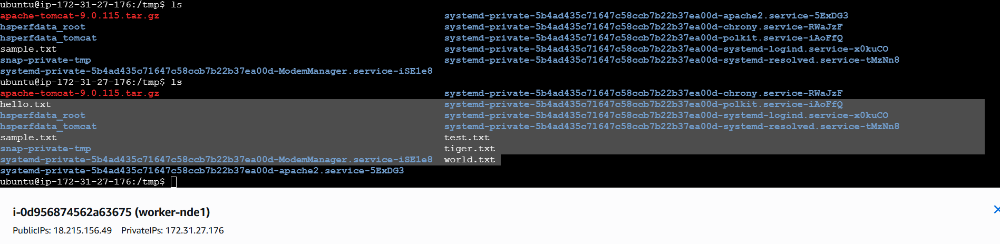 ubuntu@ip-172-31-27-176:/tmp$ ls
apache-tomcat-9.0.115.tar.gz systemd-private-5b4ad435c71647c58ccb7b22b37ea00d-apache2.service-5ExDG3
hsperfdata_root systemd-private-5b4ad435c71647c58ccb7b22b37ea00d-chrony.service-RWaJzF
hsperfdata_tomcat systemd-private-5b4ad435c71647c58ccb7b22b37ea00d-polkit.service-iAoFfQ
sample.txt systemd-private-5b4ad435c71647c58ccb7b22b37ea00d-systemd-logind.service-x0kuCO
snap-private-tmp systemd-private-5b4ad435c71647c58ccb7b22b37ea00d-systemd-resolved.service-tMzNn8
systemd-private-5b4ad435c71647c58ccb7b22b37ea00d-ModemManager.service-iSE1e8
ubuntu@ip-172-31-27-176:/tmp$ ls
apache-tomcat-9.0.115.tar.gz systemd-private-5b4ad435c71647c58ccb7b22b37ea00d-chrony.service-RWaJzF
hello.txt systemd-private-5b4ad435c71647c58ccb7b22b37ea00d-polkit.service-iAoFfQ
hsperfdata_root systemd-private-5b4ad435c71647c58ccb7b22b37ea00d-systemd-logind.service-x0kuCO
hsperfdata_tomcat systemd-private-5b4ad435c71647c58ccb7b22b37ea00d-systemd-resolved.service-tMzNn8
sample.txt test.txt
snap-private-tmp tiger.txt
systemd-private-5b4ad435c71647c58ccb7b22b37ea00d-ModemManager.service-iSE1e8 world.txt
systemd-private-5b4ad435c71647c58ccb7b22b37ea00d-apache2.service-5ExDG3
ubuntu@ip-172-31-27-176:/tmp$
i-0d956874562a63675 (worker-nde1)
PublicIPs: 18.215.156.49 PrivateIPs: 172.31.27.176